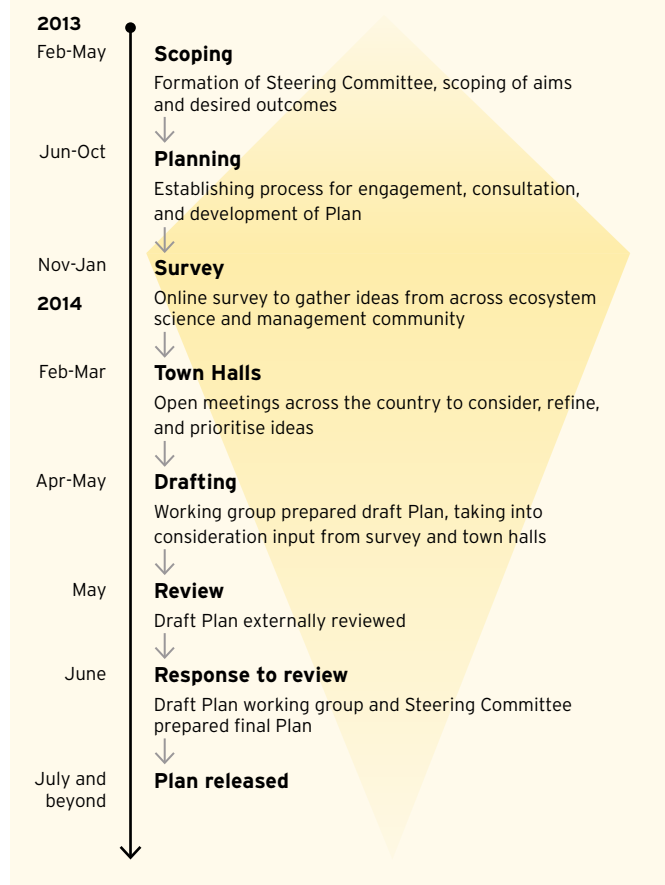 2013
Feb-May
Scoping
Formation of Steering Committee, scoping of aims
and desired outcomes
Jun-Oct
Planning
Establishing process for engagement, consultation,
and development of Plan
Nov-Jan
Survey
2014
Online survey to gather ideas from across ecosystem
science and management community
Feb-Mar
Town Halls
Open meetings across the country to consider, refine,
and prioritise ideas
Apr-May
Drafting
Working group prepared draft Plan, taking into
consideration input from survey and town halls
May
Review
Draft Plan externally reviewed
June
Response to review
Draft Plan working group and Steering Committee
prepared final Plan
July and
beyond
Plan released